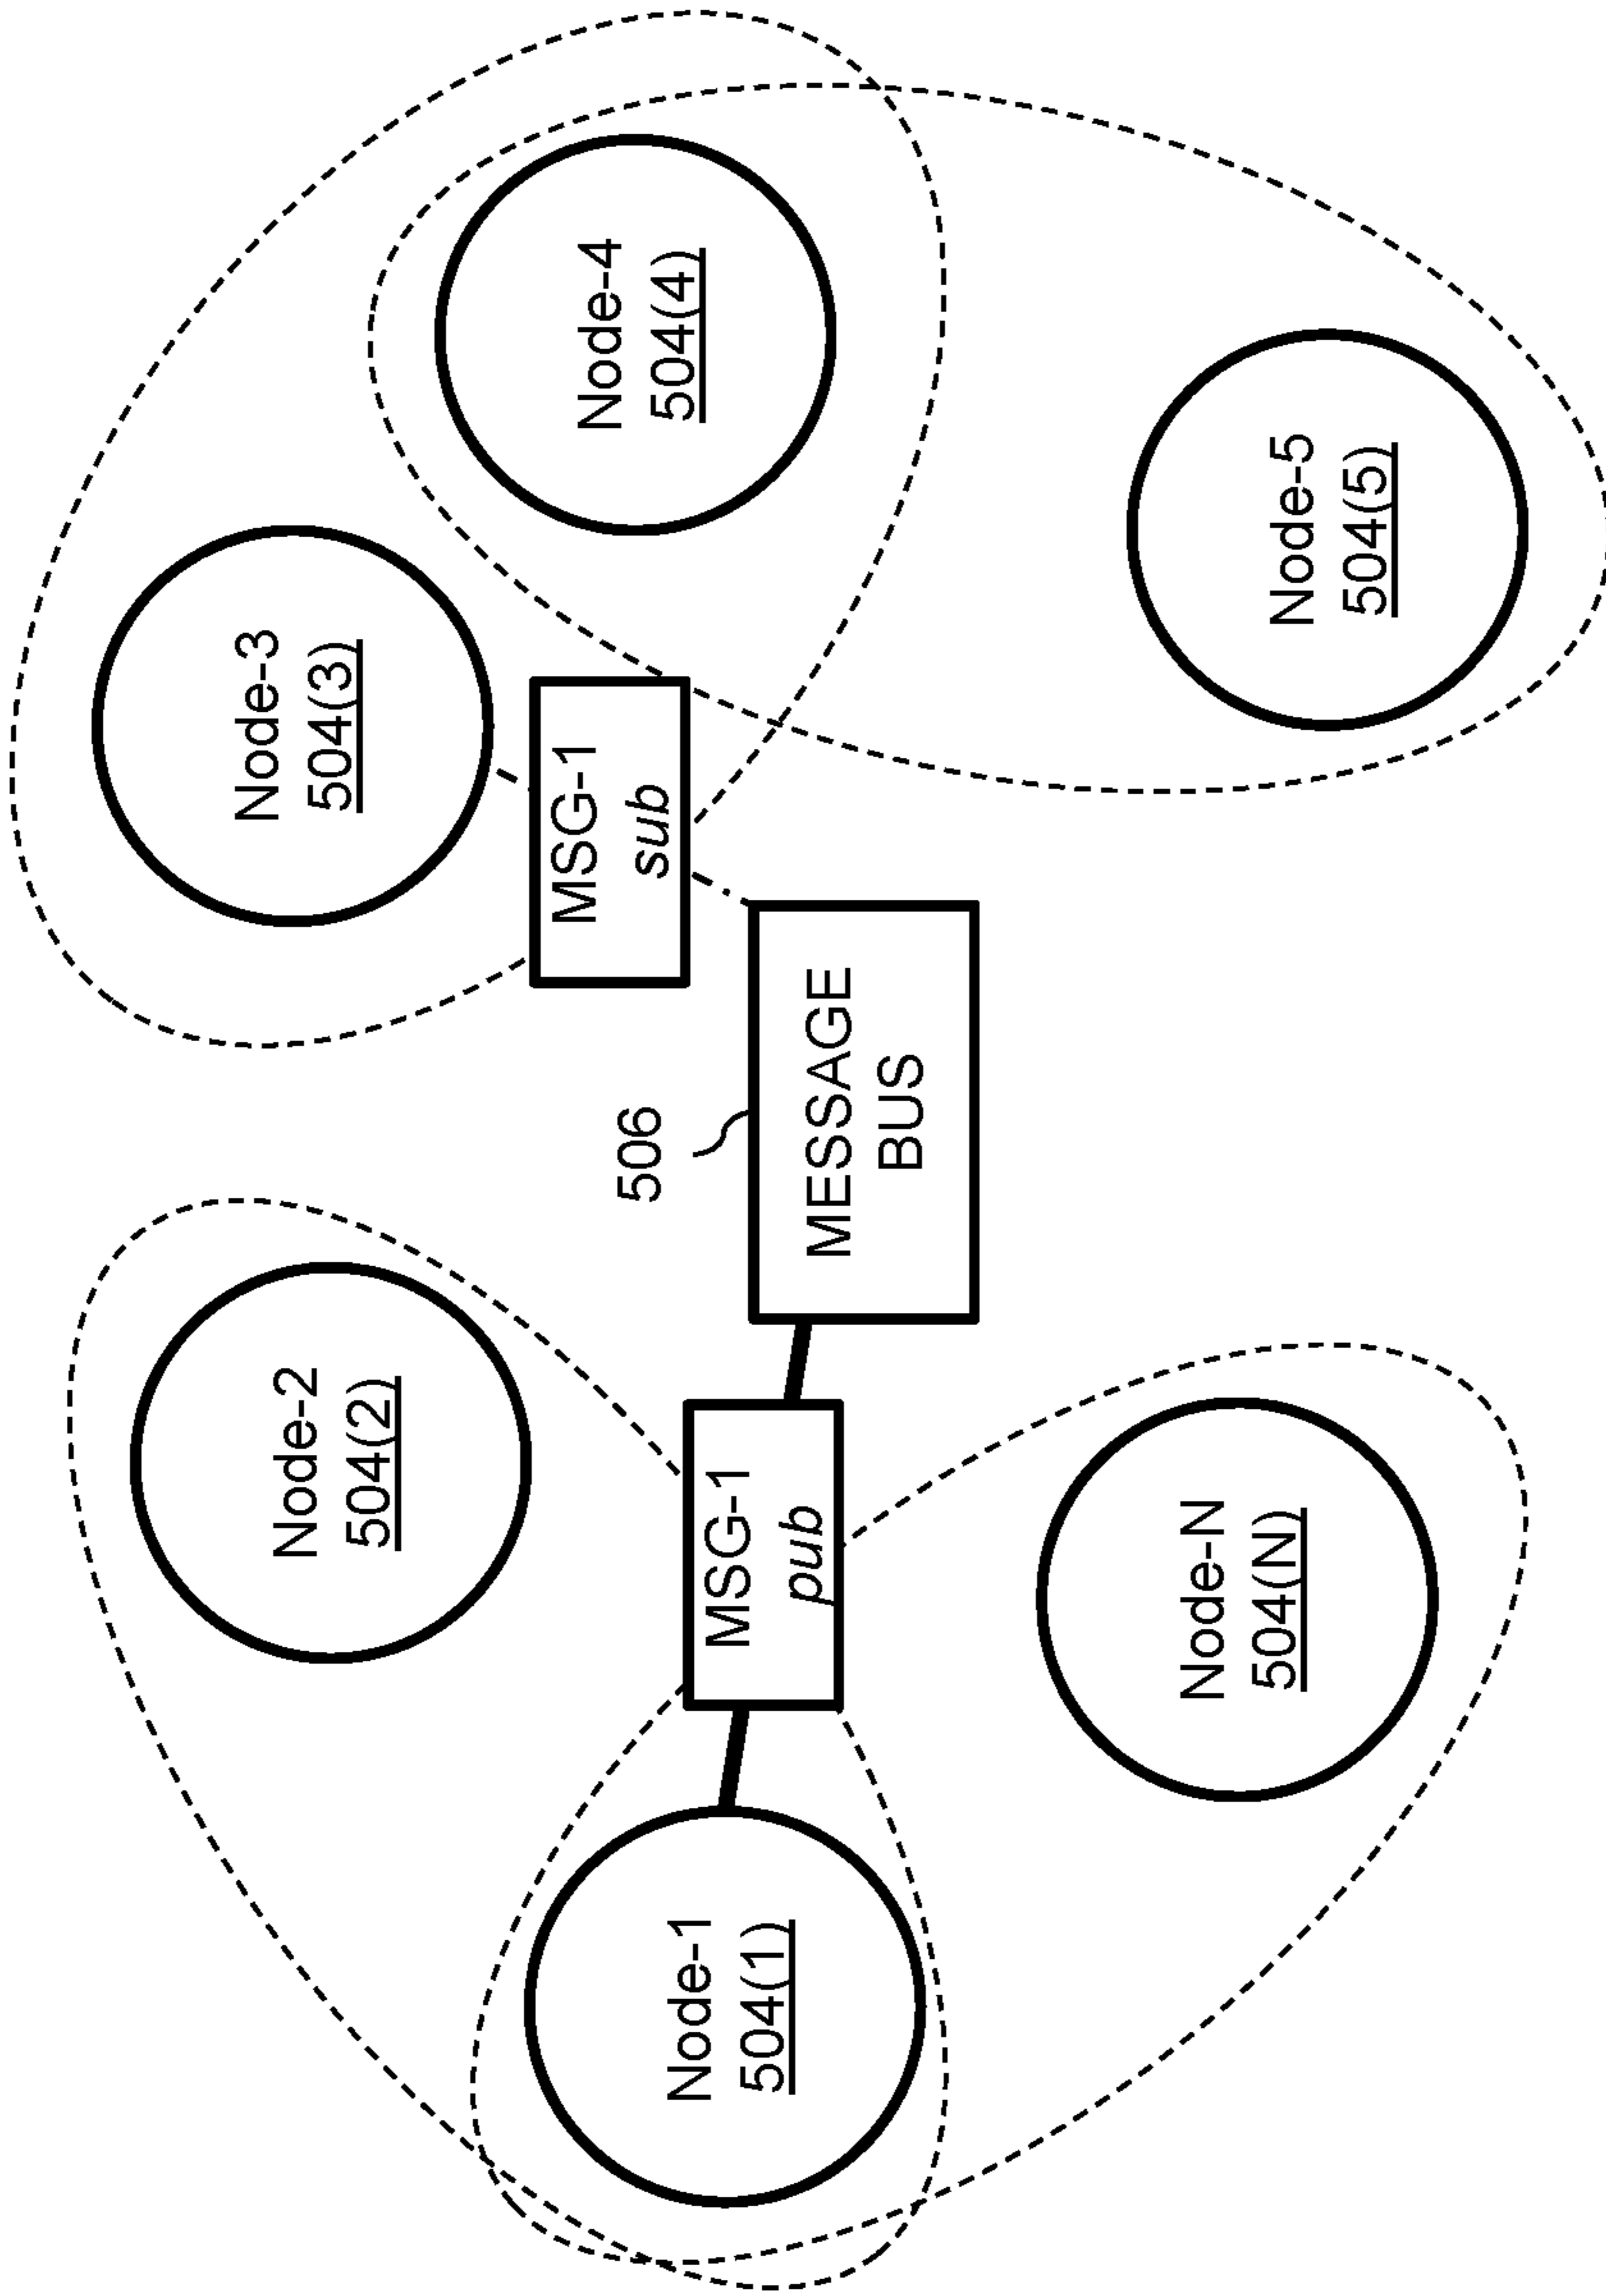 Node-2
504(2)
Node-3
504(3)
MSG-1
sub
Node-4
504(4)
506
Node-1
504(1)
MSG-1
pub
MESSAGE
BUS
Node-N
504(N)
Node-5
504(5)